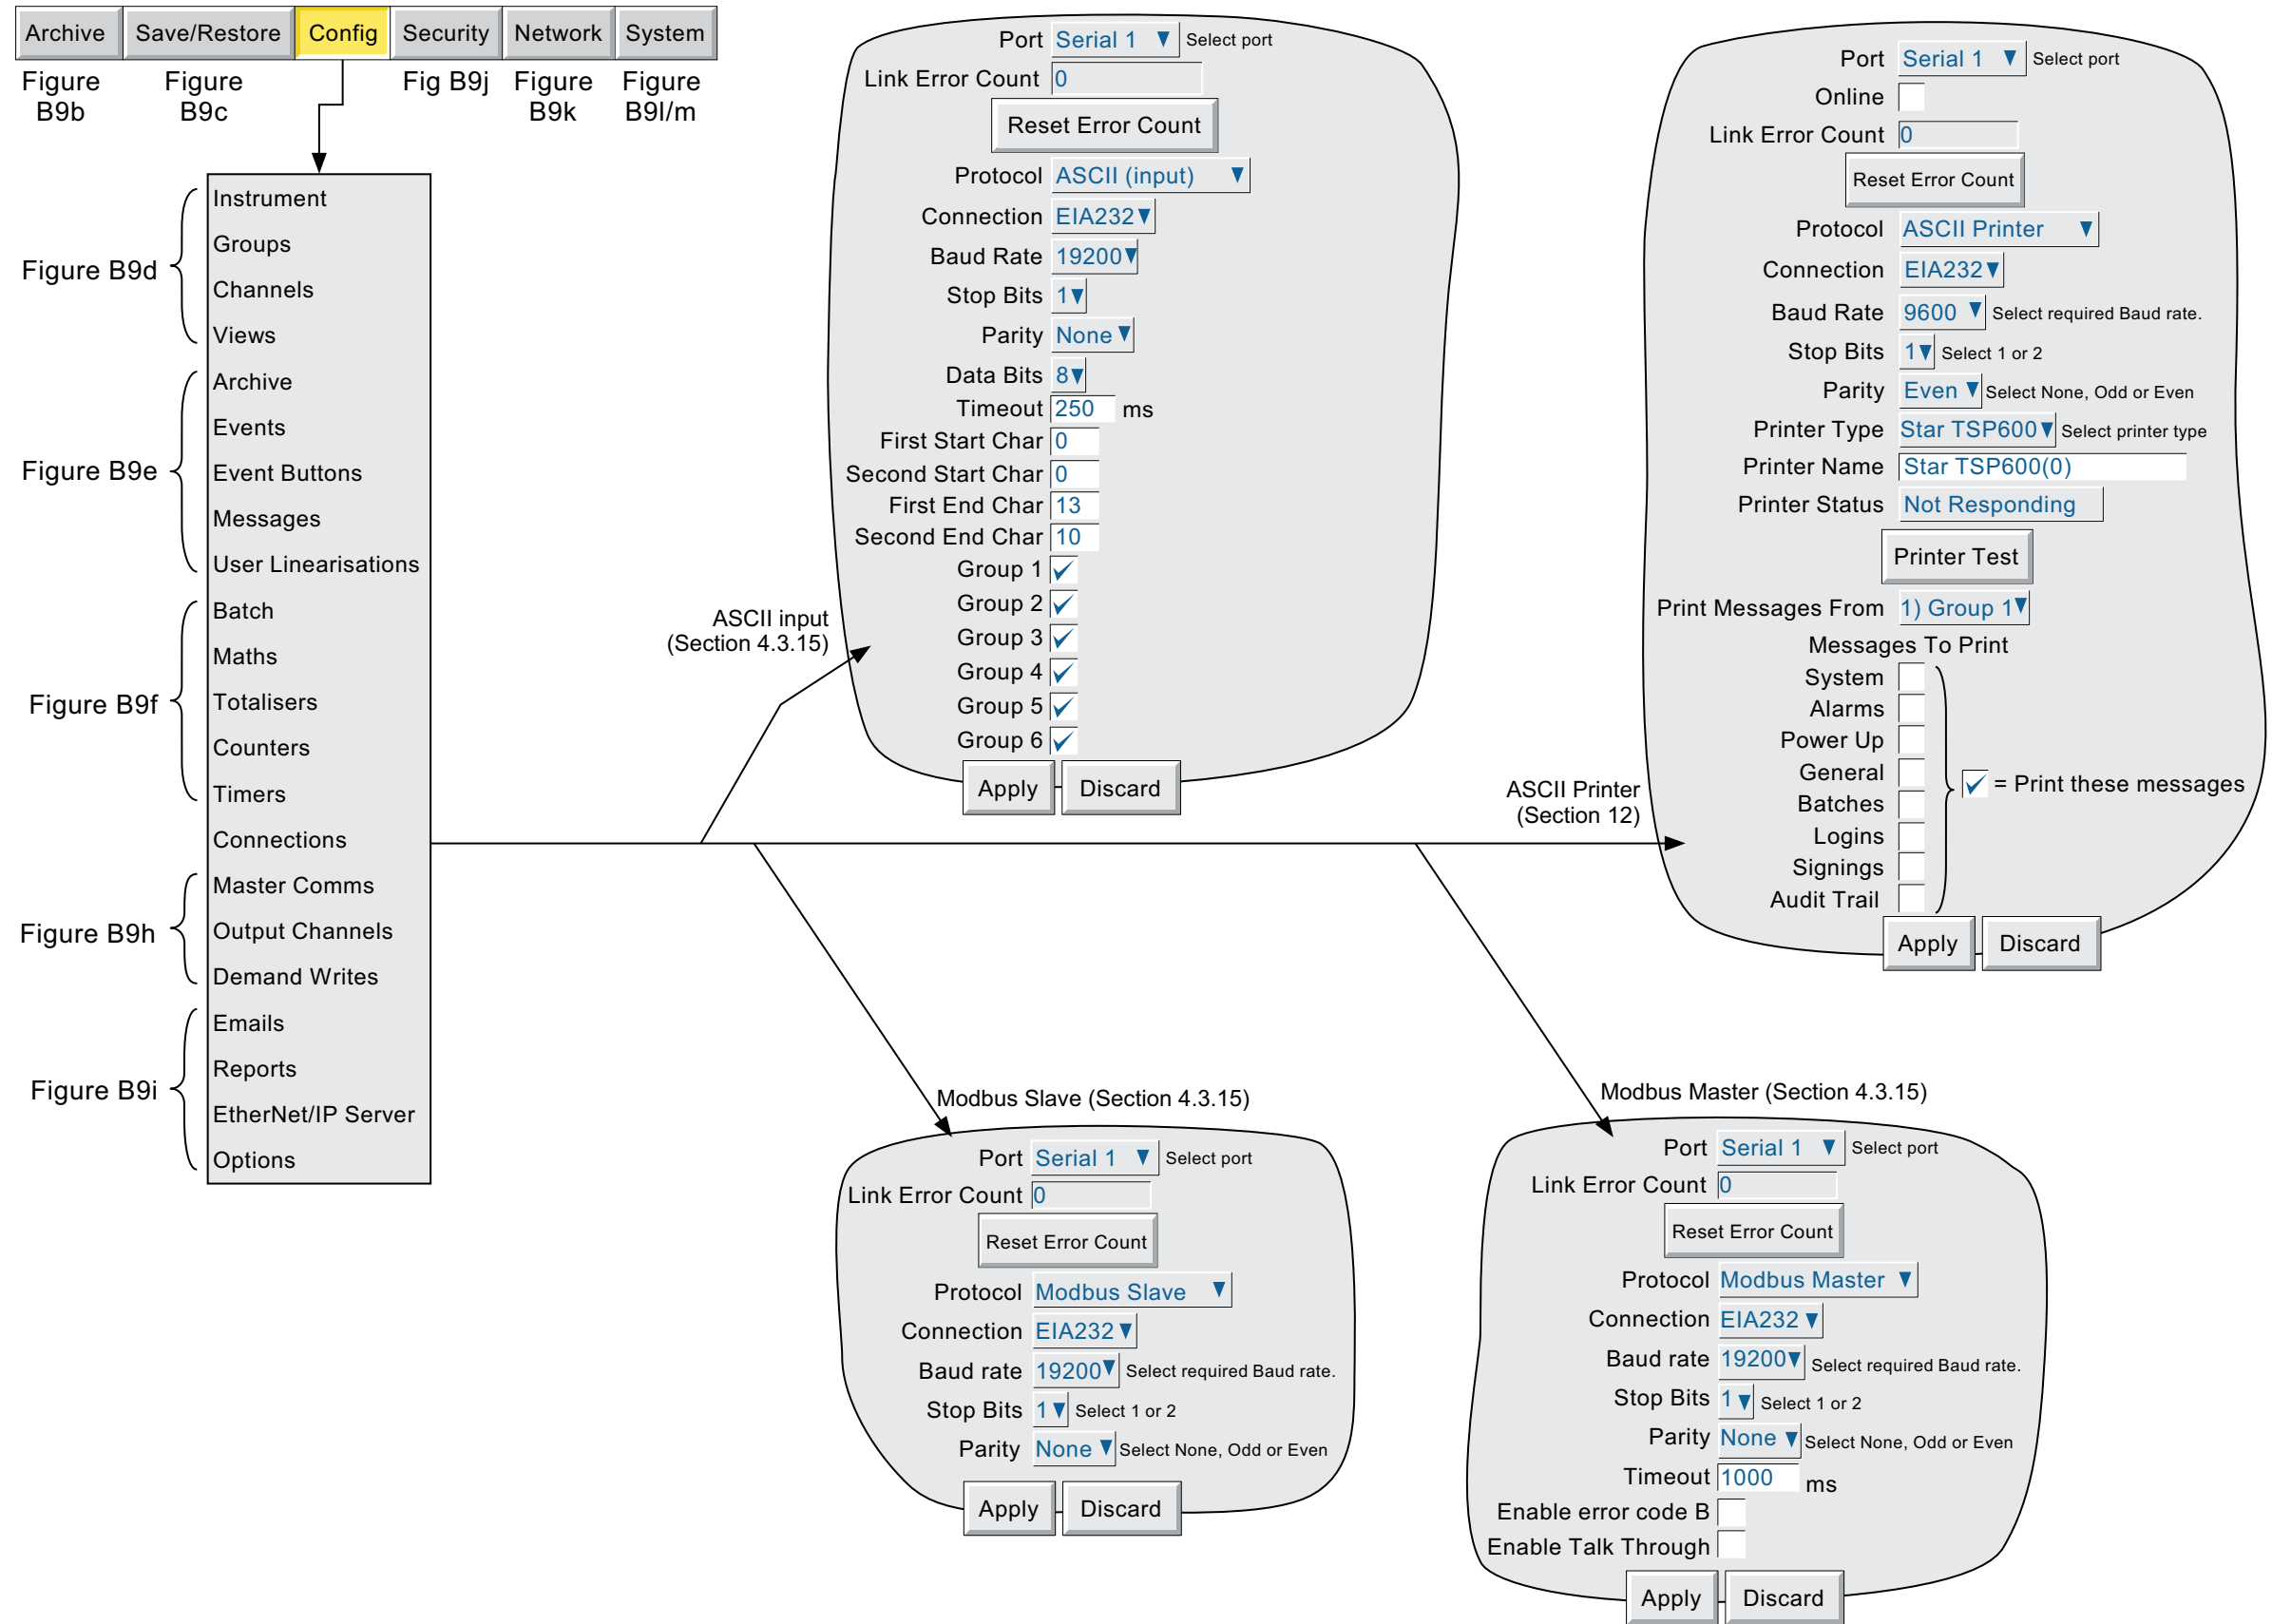 Archive Save/Restore Config Security Network System
Figure B9b
Figure B9c
Fig B9j
Figure B9k
Figure B9l/m
Figure B9d
Instrument
Groups
Channels
Views
Figure B9e
Archive
Events
Event Buttons
Messages
User Linearisations
Figure B9f
Batch
Maths
Totalisers
Counters
Timers
Connections
Figure B9h
Master Comms
Output Channels
Demand Writes
Figure B9i
Emails
Reports
EtherNet/IP Server
Options
ASCII input
(Section 4.3.15)
Port Serial 1 Select port
Link Error Count 0
Reset Error Count
Protocol ASCII (input)
Connection EIA232
Baud Rate 19200
Stop Bits 1
Parity None
Data Bits 8
Timeout 250 ms
First Start Char 0
Second Start Char 0
First End Char 13
Second End Char 10
Group 1
Group 2
Group 3
Group 4
Group 5
Group 6
Apply Discard
ASCII Printer
(Section 12)
Port Serial 1 Select port
Online
Link Error Count 0
Reset Error Count
Protocol ASCII Printer
Connection EIA232
Baud Rate 9600 Select required Baud rate.
Stop Bits 1 Select 1 or 2
Parity Even Select None, Odd or Even
Printer Type Star TSP600 Select printer type
Printer Name Star TSP600(0)
Printer Status Not Responding
Printer Test
Print Messages From 1) Group 1
Messages To Print
System
Alarms
Power Up
General
= Print these messages
Batches
Logins
Signings
Audit Trail
Apply Discard
Modbus Slave (Section 4.3.15)
Port Serial 1 Select port
Link Error Count 0
Reset Error Count
Protocol Modbus Slave
Connection EIA232
Baud rate 19200 Select required Baud rate.
Stop Bits 1 Select 1 or 2
Parity None Select None, Odd or Even
Apply Discard
Modbus Master (Section 4.3.15)
Port Serial 1 Select port
Link Error Count 0
Reset Error Count
Protocol Modbus Master
Connection EIA232
Baud rate 19200 Select required Baud rate.
Stop Bits 1 Select 1 or 2
Parity None Select None, Odd or Even
Timeout 1000 ms
Enable error code B
Enable Talk Through
Apply Discard